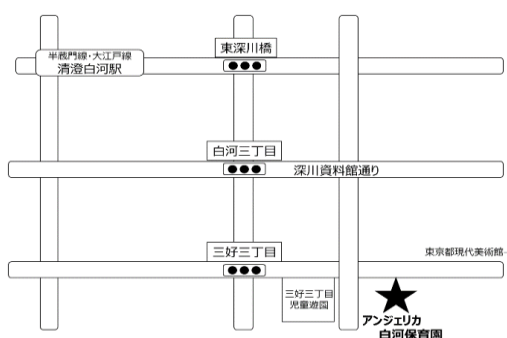 東深川橋
半蔵門線・大江戸線
清澄白河駅
白河三丁目
深川資料館通り
三好三丁目
東京都現代美術館
三好三丁目
児童遊園
アンジェリカ
白河保育園